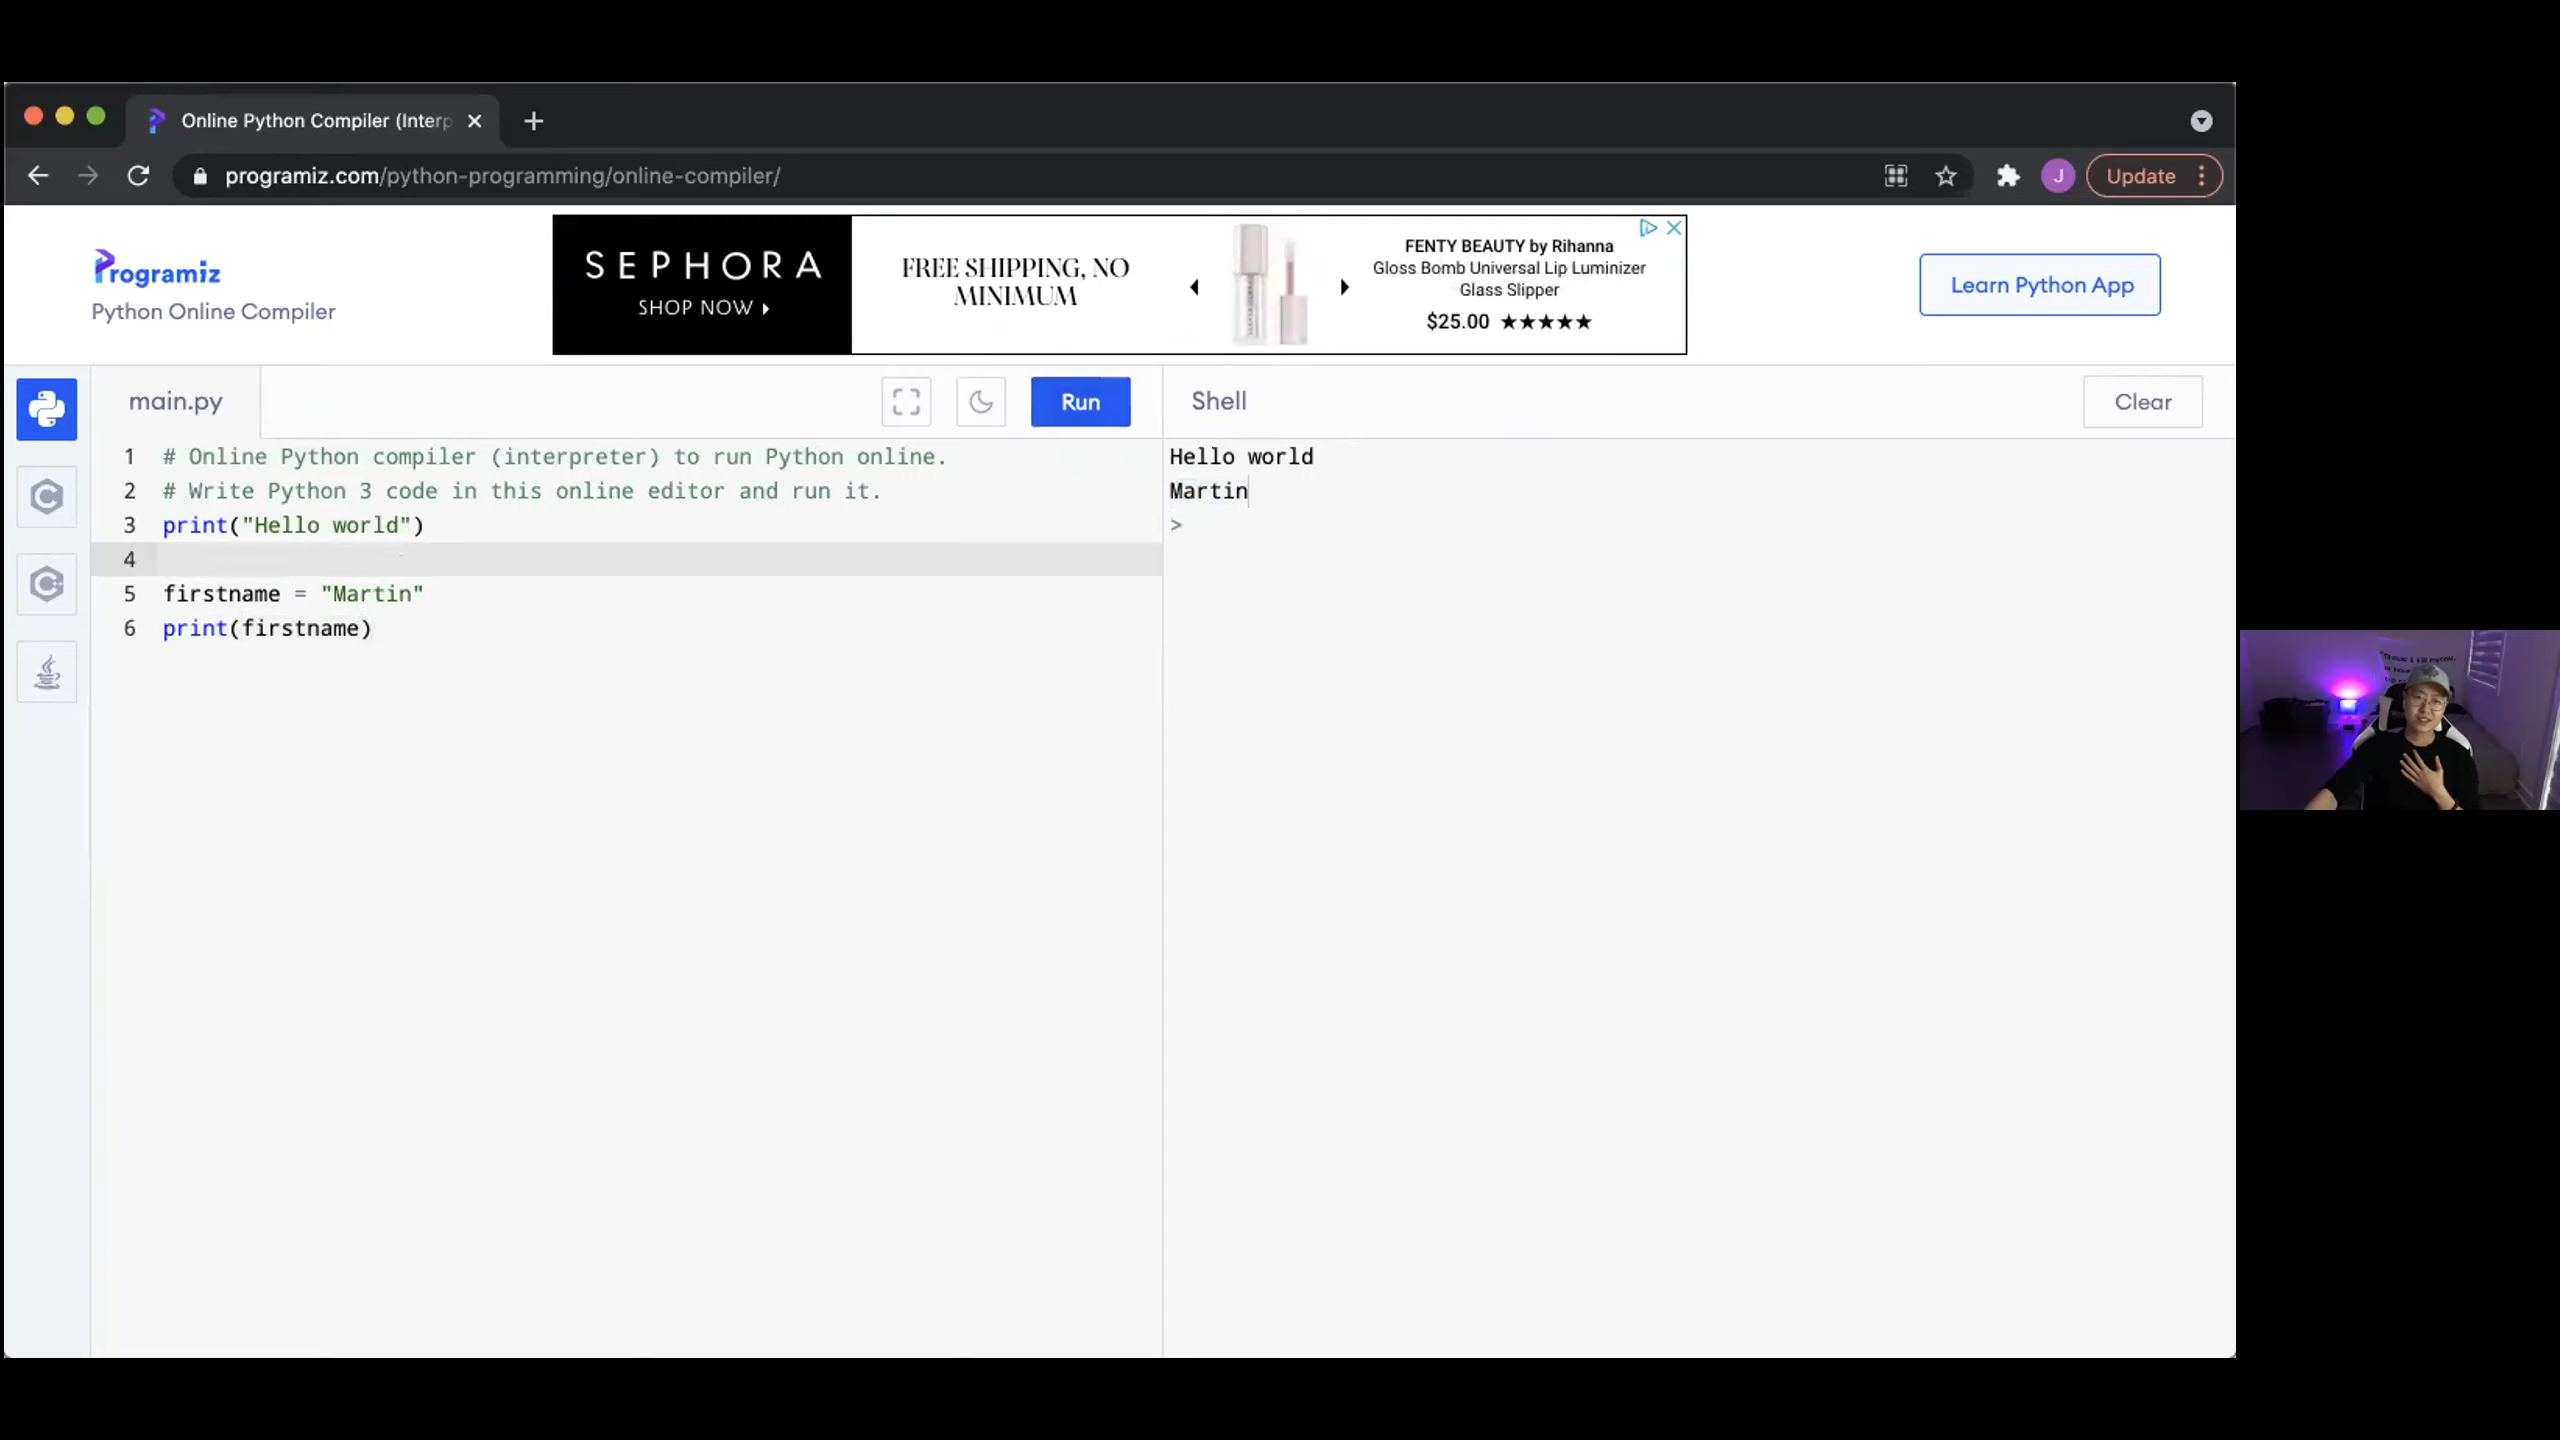 Online Python Compiler (Interp
programiz.com/python-programming/online-compiler/
J
Update
Programiz
Python Online Compiler
SEPHORA
SHOP NOW
FREE SHIPPING, NO
MINIMUM
FENTY BEAUTY by Rihanna
Gloss Bomb Universal Lip Luminizer
Glass Slipper
$25.00 ★★★★★
Learn Python App
main.py
Run
Shell
Clear
1 # Online Python compiler (interpreter) to run Python online.
2 # Write Python 3 code in this online editor and run it.
3 print("Hello world")
4
5 firstname = "Martin"
6 print(firstname)
Hello world
Martin
>